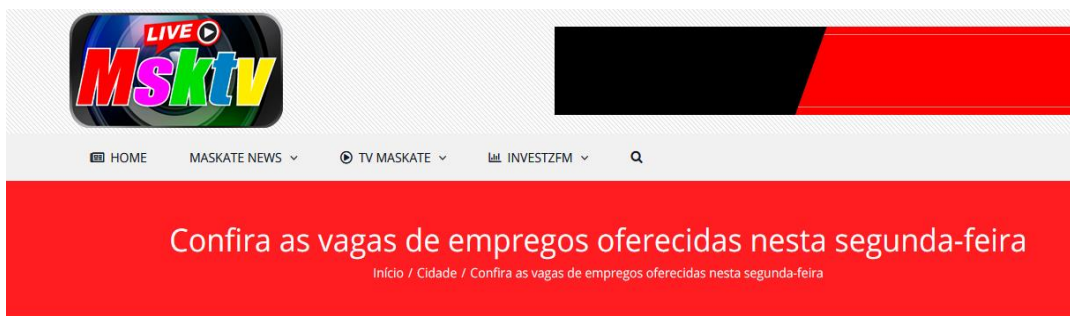 LIVE
Msktv
HOME MASKATE NEWS TV MASKATE INVESTZFM
Confira as vagas de empregos oferecidas nesta segunda-feira
Início / Cidade / Confira as vagas de empregos oferecidas nesta segunda-feira